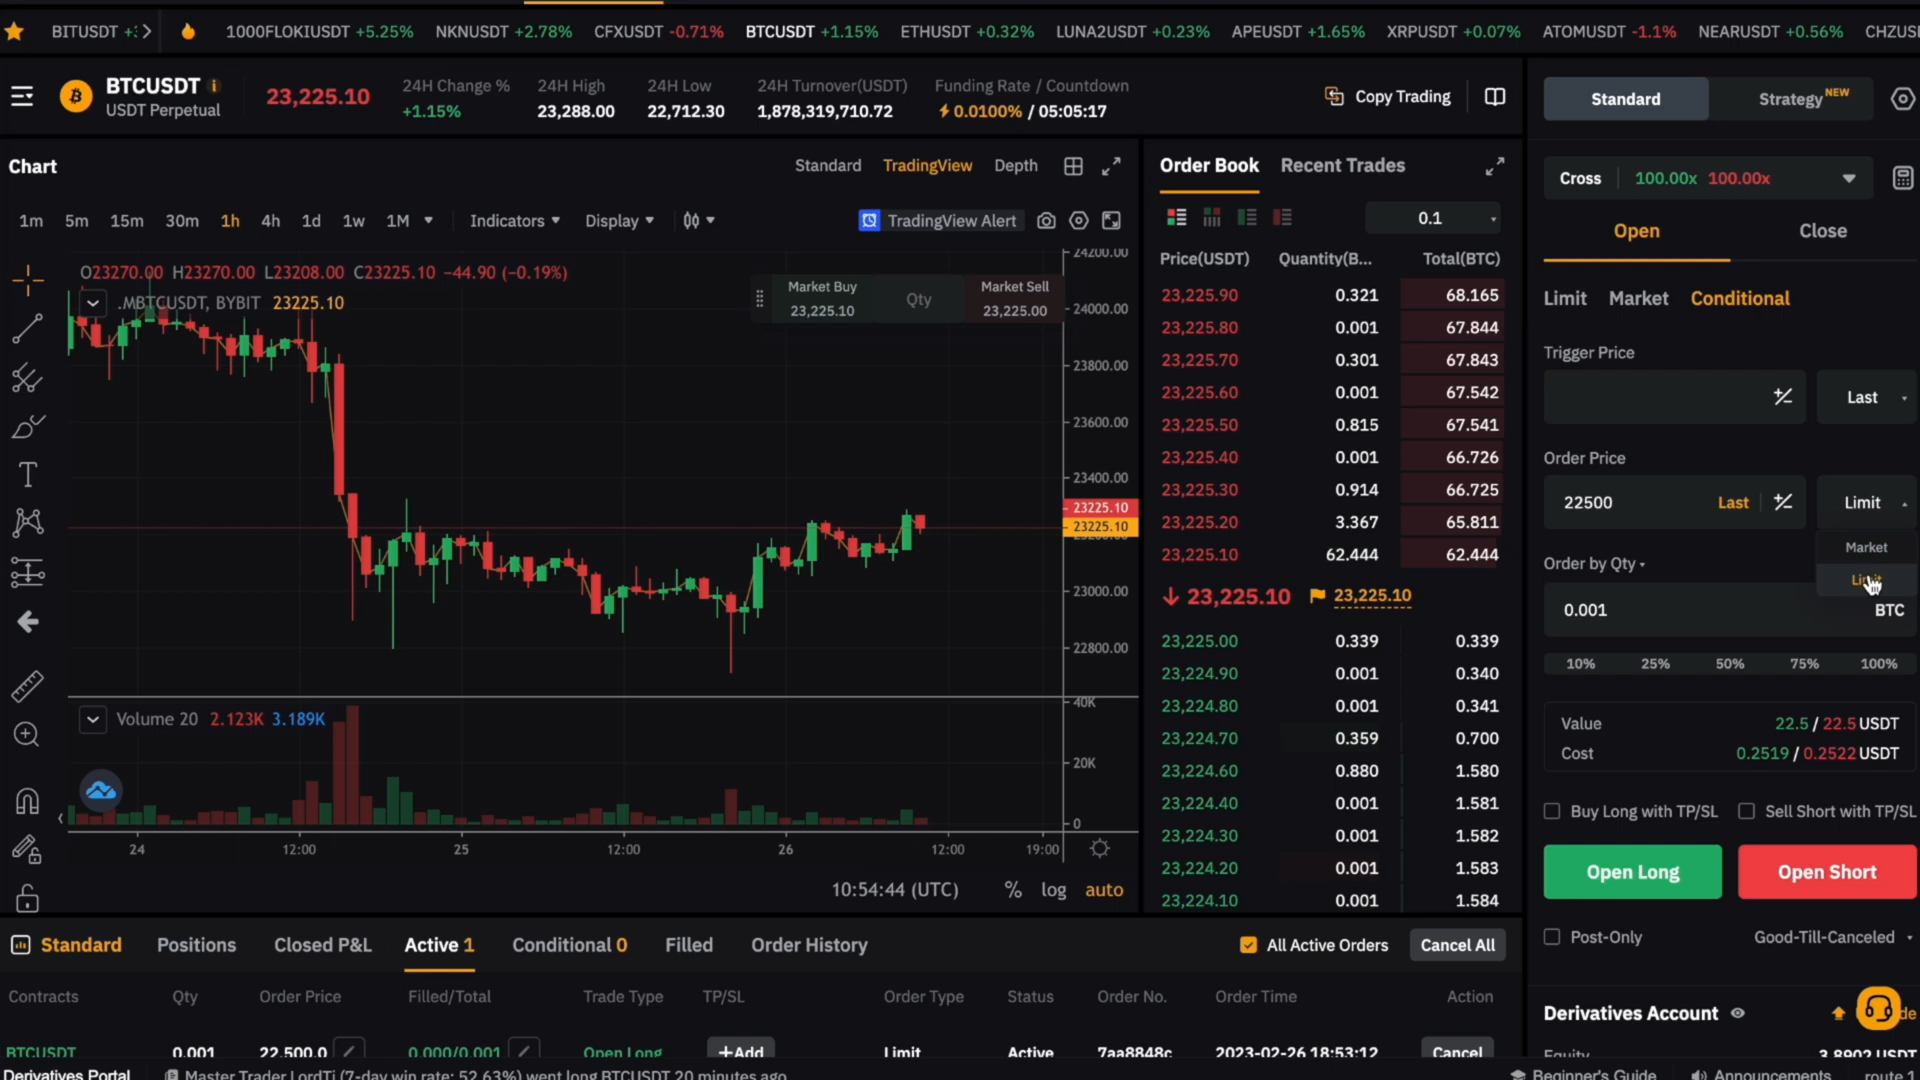 BITUSDT
1000FLOKIUSDT +5.25% NKNUSDT +2.78% CFXUSDT -0.71% BTCUSDT +1.15% ETHUSDT +0.32% LUNA2USDT +0.23% APEUSDT +1.65% XRPUSDT +0.07% ATOMUSDT -1.1% NEARUSDT +0.56% CHZUS
BTCUSDT
USDT Perpetual
23,225.10
24H Change %
+1.15%
24H High
23,288.00
24H Low
22,712.30
24H Turnover(USDT)
1,878,319,710.72
Funding Rate / Countdown
0.0100% / 05:05:17
Copy Trading
Standard Strategy NEW
Chart
Standard TradingView Depth
1m 5m 15m 30m 1h 4h 1d 1w 1M Indicators Display TradingView Alert
O23270.00 H23270.00 L23208.00 C23225.10 −44.90 (−0.19%)
.MBTCUSDT, BYBIT 23225.10
Market Buy
23,225.10
Qty
Market Sell
23,225.00
24200.00
24000.00
23800.00
23600.00
23400.00
23225.10
23225.10
23000.00
22800.00
Volume 20 2.123K 3.189K
40K
20K
0
24 12:00 25 12:00 26 12:00 19:00
10:54:44 (UTC) % log auto
Order Book Recent Trades
0.1
Price(USDT) Quantity(B... Total(BTC)
23,225.90 0.321 68.165
23,225.80 0.001 67.844
23,225.70 0.301 67.843
23,225.60 0.001 67.542
23,225.50 0.815 67.541
23,225.40 0.001 66.726
23,225.30 0.914 66.725
23,225.20 3.367 65.811
23,225.10 62.444 62.444
23,225.10 23,225.10
23,225.00 0.339 0.339
23,224.90 0.001 0.340
23,224.80 0.001 0.341
23,224.70 0.359 0.700
23,224.60 0.880 1.580
23,224.40 0.001 1.581
23,224.30 0.001 1.582
23,224.20 0.001 1.583
23,224.10 0.001 1.584
Cross 100.00x 100.00x
Open Close
Limit Market Conditional
Trigger Price
Last
Order Price
22500 Last Limit
Market
Order by Qty
0.001 BTC
10% 25% 50% 75% 100%
Value 22.5 / 22.5 USDT
Cost 0.2519 / 0.2522 USDT
Buy Long with TP/SL Sell Short with TP/SL
Open Long Open Short
Post-Only Good-Till-Canceled
Derivatives Account
Equity 3.8902 USDT
Standard Positions Closed P&L Active 1 Conditional 0 Filled Order History
All Active Orders Cancel All
Contracts Qty Order Price Filled/Total Trade Type TP/SL Order Type Status Order No. Order Time Action
BTCUSDT 0.001 22,500.0 0.000/0.001 Open Long +Add Limit Active 7aa8848c 2023-02-26 18:53:12 Cancel
Derivatives Portal Master Trader LordTi (7-day win rate: 52.63%) went long BTCUSDT 20 minutes ago Beginner's Guide Announcements route 1